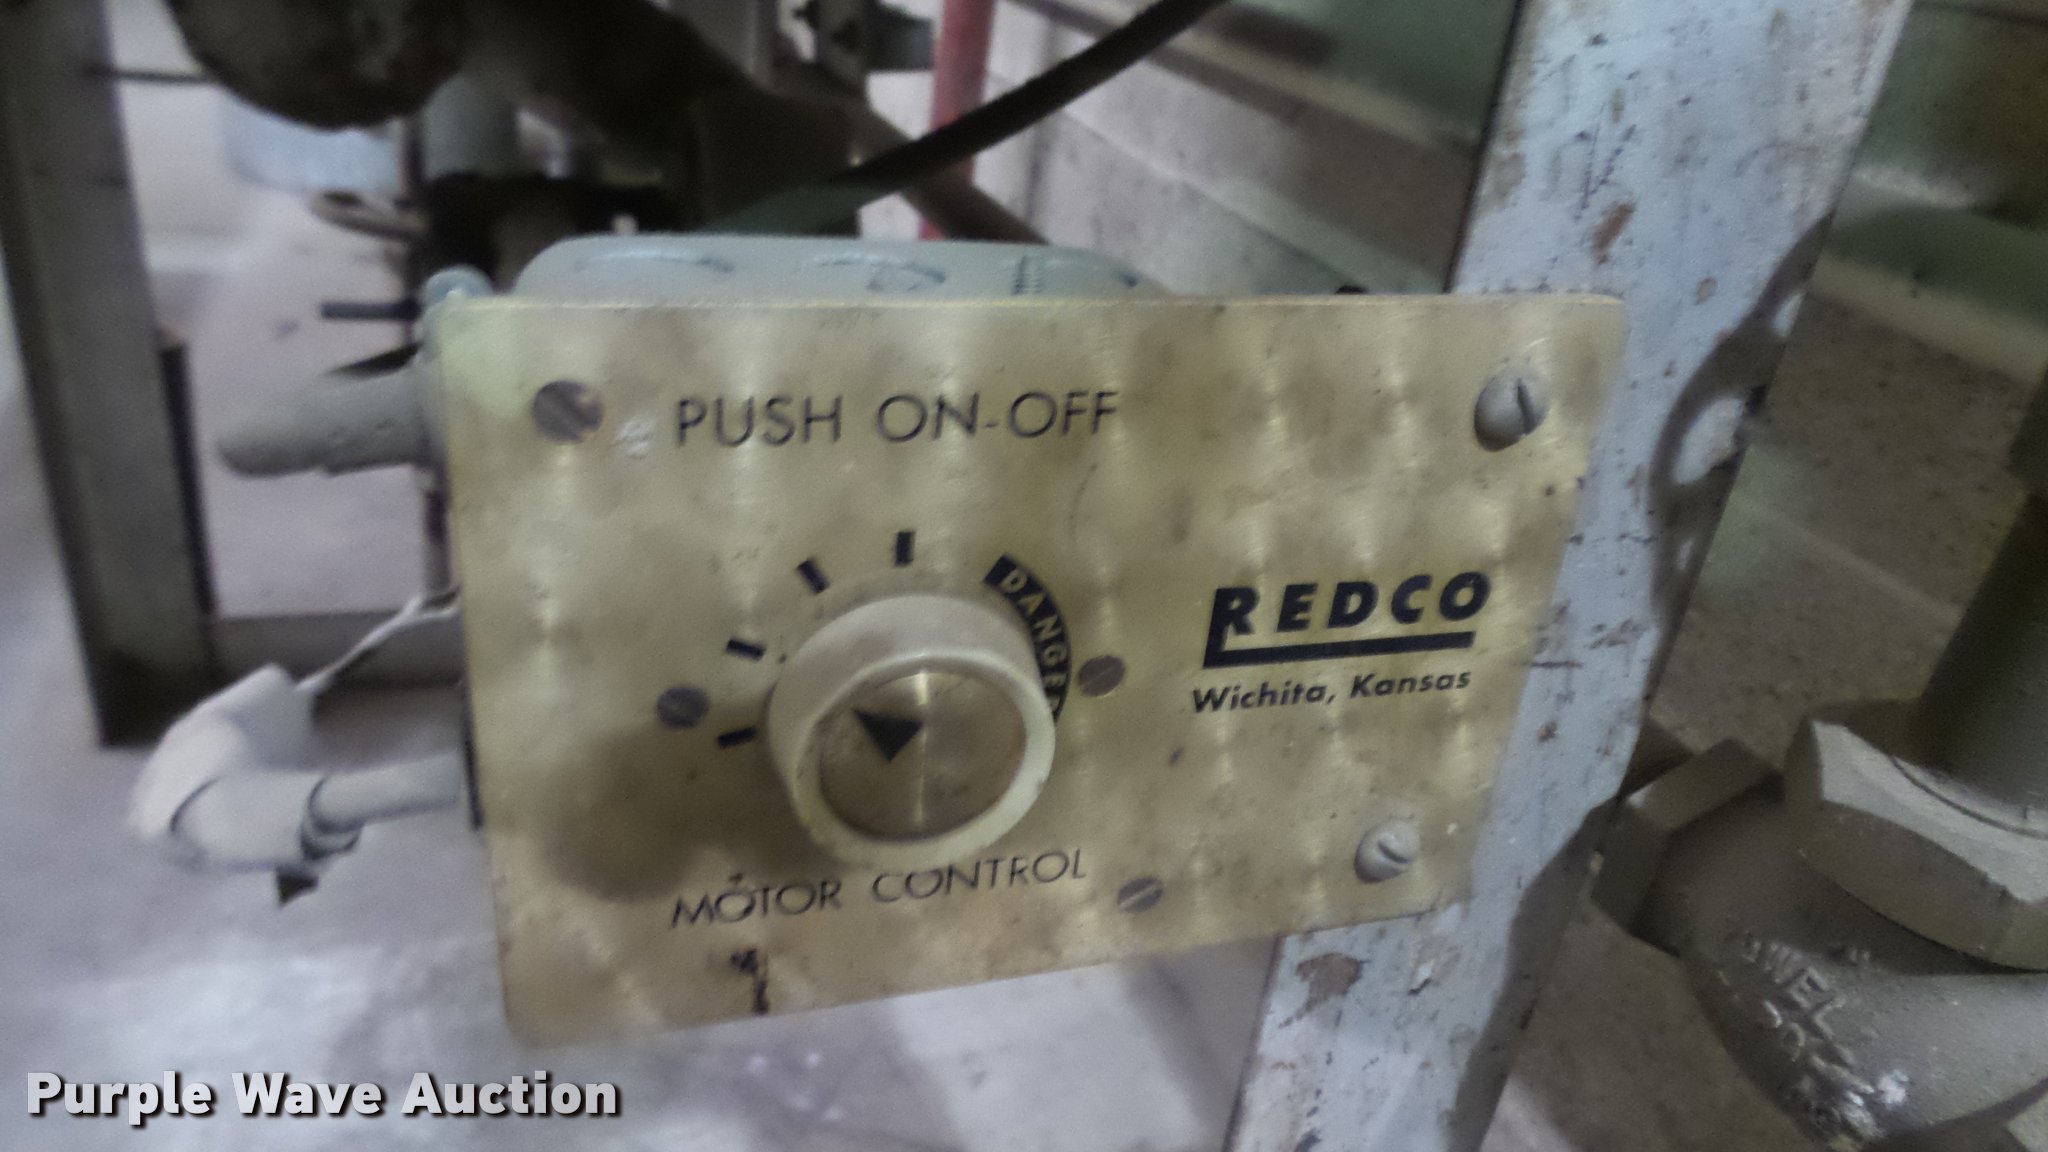 PUSH ON-OFF
DANGER
REDCO
Wichita, Kansas
MOTOR CONTROL
Purple Wave Auction